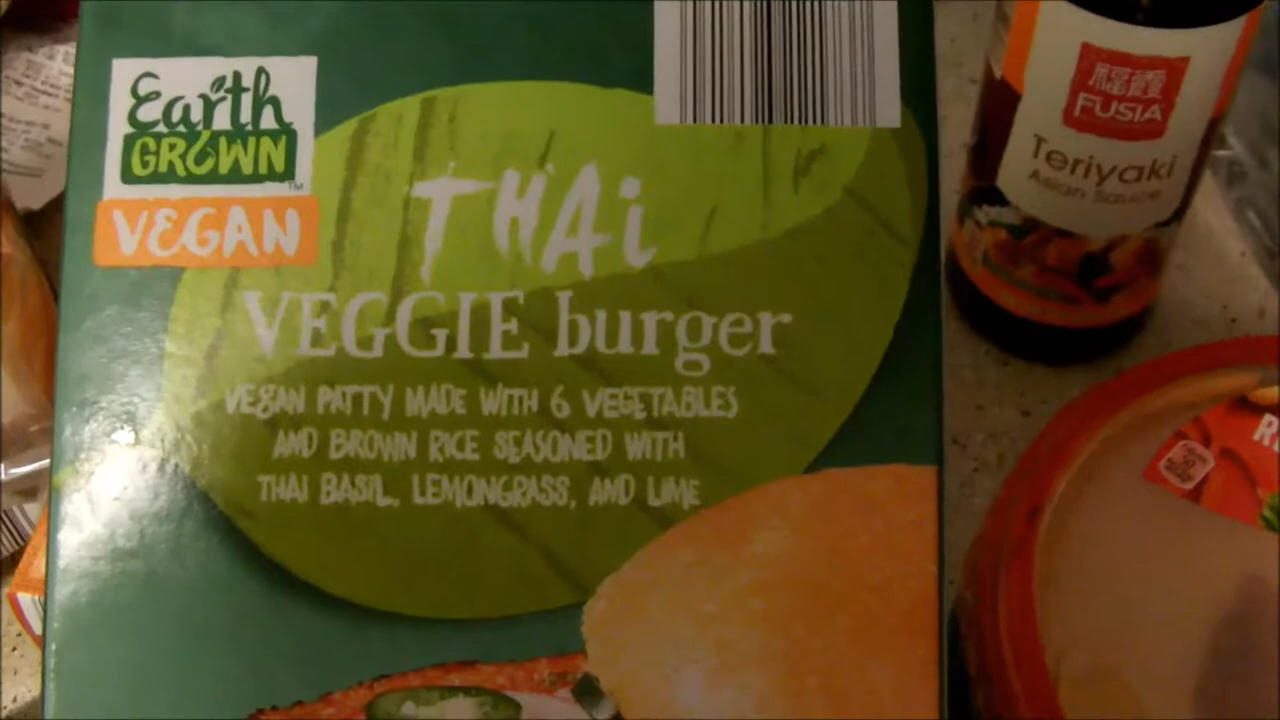 Earth
GROWN
TM
VEGAN
THAi
VEGGIE burger
VEGAN PATTY MADE WITH 6 VEGETABLES
AND BROWN RICE SEASONED WITH
THAI BASIL, LEMONGRASS, AND LIME
福霞
FUSIA
Teriyaki
Asian Sauce
R